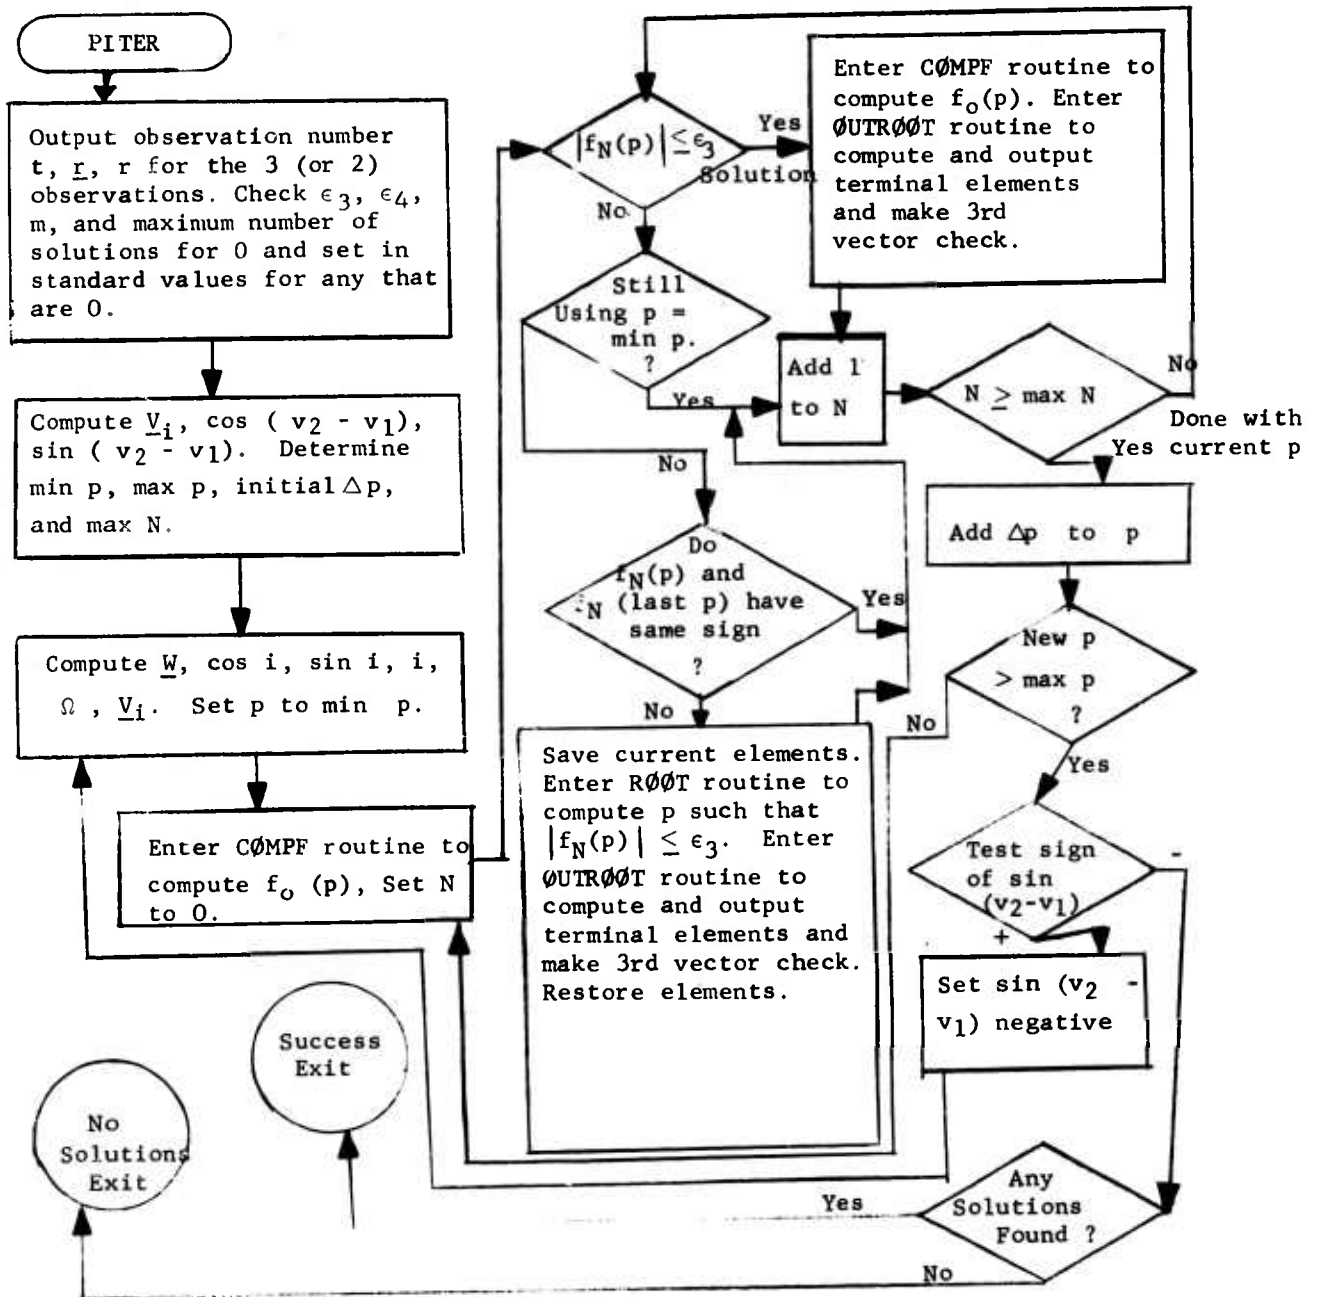 PITER
Output observation number
t, r, r for the 3 (or 2)
observations. Check ϵ3, ϵ4,
m, and maximum number of
solutions for 0 and set in
standard values for any that
are 0.
Compute Vi, cos ( v2 - v1),
sin ( v2 - v1). Determine
min p, max p, initial Δp,
and max N.
Compute W, cos i, sin i, i,
Ω , Vi. Set p to min p.
Enter CØMPF routine to
compute fo (p), Set N
to 0.
|fN(p)| ≤ ϵ3
Yes
Solution
No
Enter CØMPF routine to
compute fo(p). Enter
ØUTRØØT routine to
compute and output
terminal elements
and make 3rd
vector check.
Still
Using p =
min p.
?
Yes
No
Add 1
to N
N ≥ max N
No
Done with
Yes current p
Add Δp to p
Do
fN(p) and
N (last p) have
same sign
?
Yes
No
New p
> max p
?
No
Yes
Save current elements.
Enter RØØT routine to
compute p such that
|fN(p)| ≤ ϵ3. Enter
ØUTRØØT routine to
compute and output
terminal elements and
make 3rd vector check.
Restore elements.
Test sign
of sin
(v2-v1)
-
+
Set sin (v2 -
v1) negative
Success
Exit
No
Solutions
Exit
Any
Solutions
Found ?
Yes
No